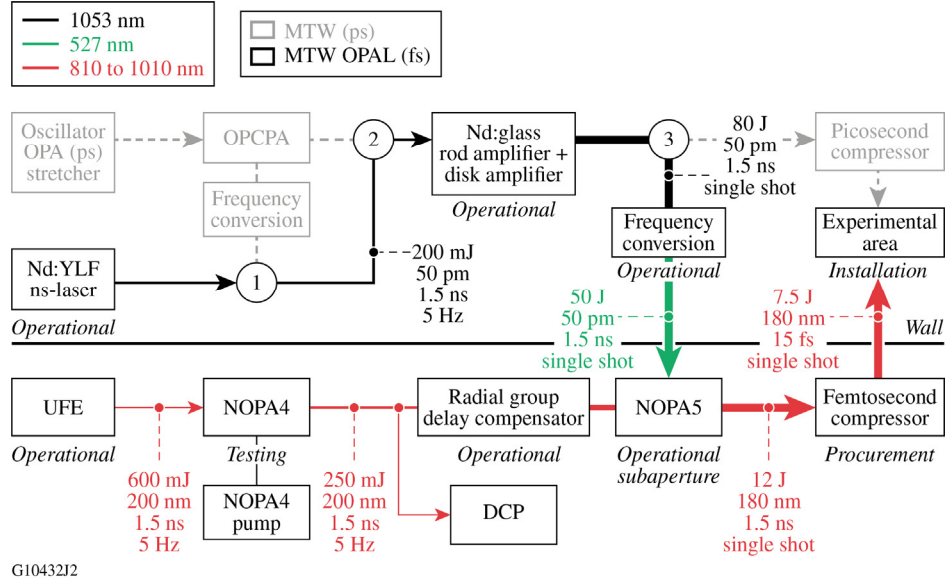 1053 nm
527 nm
810 to 1010 nm
MTW (ps)
MTW OPAL (fs)
Oscillator
OPA (ps)
stretcher
OPCPA
2
Nd:glass
rod amplifier +
disk amplifier
Operational
3
80 J
50 pm
1.5 ns
single shot
Picosecond
compressor
Frequency
conversion
Nd:YLF
ns-lascr
Operational
1
200 mJ
50 pm
1.5 ns
5 Hz
Frequency
conversion
Operational
Experimental
area
Installation
50 J
50 pm
1.5 ns
single shot
7.5 J
180 nm
15 fs
single shot
Wall
UFE
Operational
NOPA4
Testing
Radial group
delay compensator
Operational
NOPA5
Operational
subaperture
Femtosecond
compressor
Procurement
600 mJ
200 nm
1.5 ns
5 Hz
NOPA4
pump
250 mJ
200 nm
1.5 ns
5 Hz
DCP
12 J
180 nm
1.5 ns
single shot
G10432J2